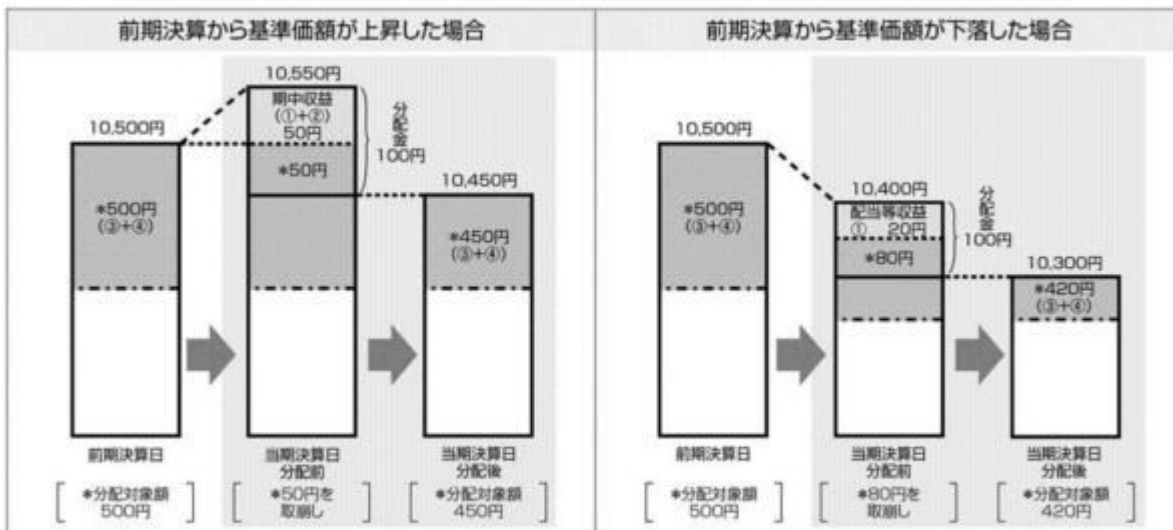 前期決算から基準価額が上昇した場合
10,550円
期中収益
(①+②)
50円
*50円
分配金
100円
10,500円
*500円
(③+④)
10,450円
*450円
(③+④)
前期決算日
当期決算日
分配前
当期決算日
分配後
*分配対象額
500円
*50円を
取崩し
*分配対象額
450円
前期決算から基準価額が下落した場合
10,500円
*500円
(③+④)
10,400円
配当等収益
① 20円
*80円
分配金
100円
10,300円
*420円
(③+④)
前期決算日
当期決算日
分配前
当期決算日
分配後
*分配対象額
500円
*80円を
取崩し
*分配対象額
420円